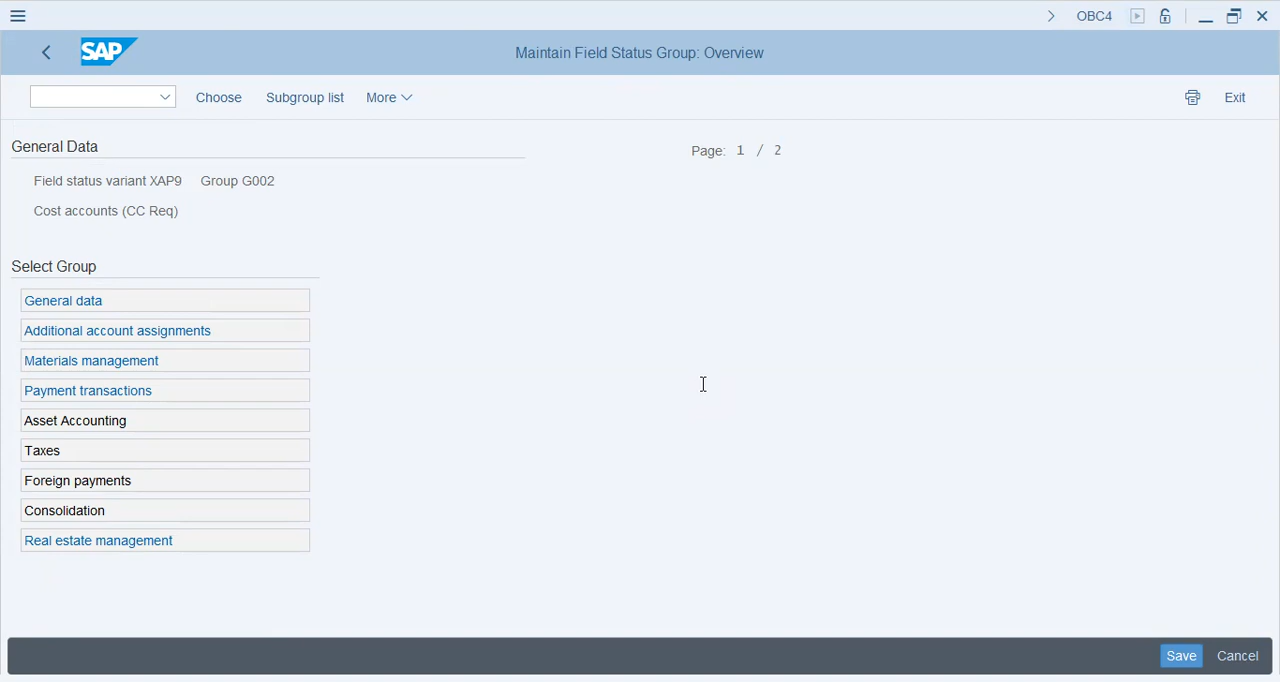 OBC4
SAP
Maintain Field Status Group: Overview
Choose
Subgroup list
More
Exit
General Data
Page: 1 / 2
Field status variant XAP9 Group G002
Cost accounts (CC Req)
Select Group
General data
Additional account assignments
Materials management
Payment transactions
Asset Accounting
Taxes
Foreign payments
Consolidation
Real estate management
Save
Cancel